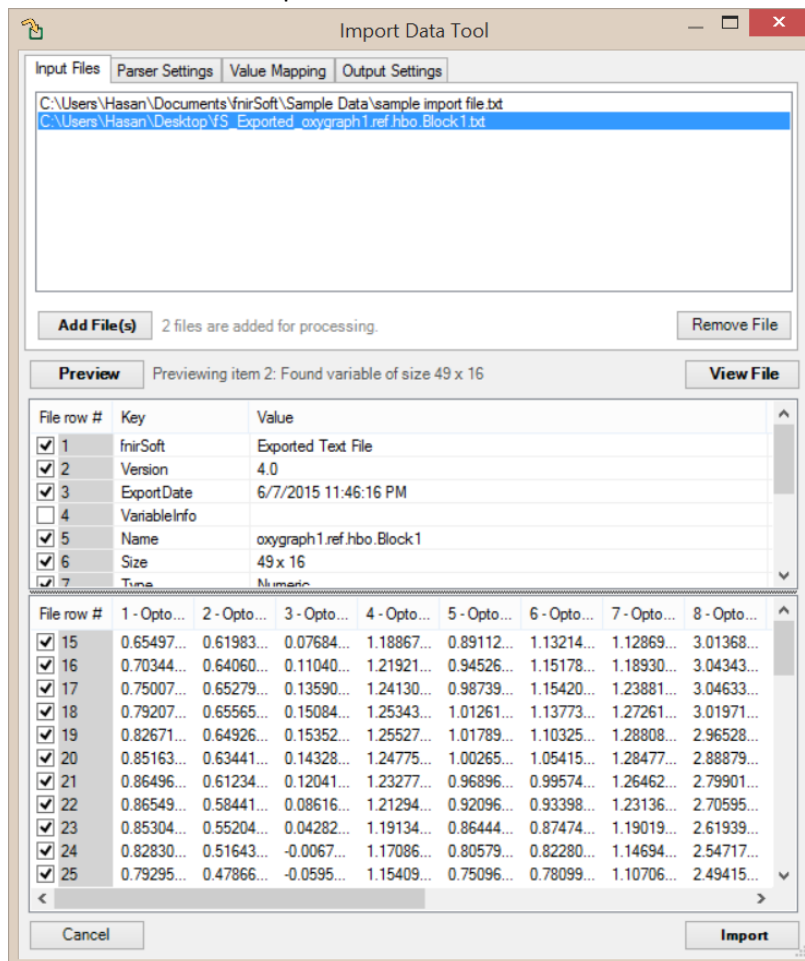 Import Data Tool
Input Files Parser Settings Value Mapping Output Settings
C:\Users\Hasan\Documents\fnirSoft\Sample Data\sample import file.txt
C:\Users\Hasan\Desktop\fS_Exported_oxygraph1.ref.hbo.Block1.txt
Add File(s) 2 files are added for processing. Remove File
Preview Previewing item 2: Found variable of size 49 x 16 View File
File row # Key Value
1 fnirSoft Exported Text File
2 Version 4.0
3 ExportDate 6/7/2015 11:46:16 PM
4 VariableInfo
5 Name oxygraph1.ref.hbo.Block1
6 Size 49 x 16
7 Type Numeric
File row # 1 - Opto... 2 - Opto... 3 - Opto... 4 - Opto... 5 - Opto... 6 - Opto... 7 - Opto... 8 - Opto...
15 0.65497... 0.61983... 0.07684... 1.18867... 0.89112... 1.13214... 1.12869... 3.01368...
16 0.70344... 0.64060... 0.11040... 1.21921... 0.94526... 1.15178... 1.18930... 3.04343...
17 0.75007... 0.65279... 0.13590... 1.24130... 0.98739... 1.15420... 1.23881... 3.04633...
18 0.79207... 0.65565... 0.15084... 1.25343... 1.01261... 1.13773... 1.27261... 3.01971...
19 0.82671... 0.64926... 0.15352... 1.25527... 1.01789... 1.10325... 1.28808... 2.96528...
20 0.85163... 0.63441... 0.14328... 1.24775... 1.00265... 1.05415... 1.28477... 2.88879...
21 0.86496... 0.61234... 0.12041... 1.23277... 0.96896... 0.99574... 1.26462... 2.79901...
22 0.86549... 0.58441... 0.08616... 1.21294... 0.92096... 0.93398... 1.23136... 2.70595...
23 0.85304... 0.55204... 0.04282... 1.19134... 0.86444... 0.87474... 1.19019... 2.61939...
24 0.82830... 0.51643... -0.0067... 1.17086... 0.80579... 0.82280... 1.14694... 2.54717...
25 0.79295... 0.47866... -0.0595... 1.15409... 0.75096... 0.78099... 1.10706... 2.49415...
Cancel Import